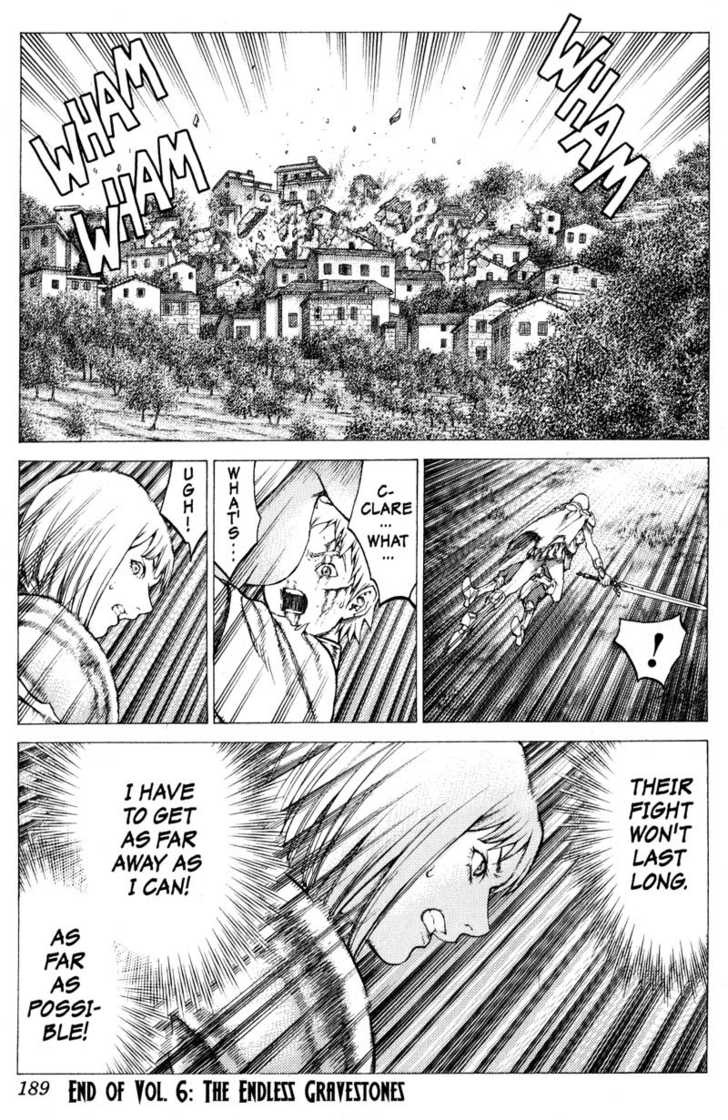 WHAM
WHAM
WHAM
!
C-
CLARE
...
WHAT
...
WHAT'S...
UGH!
THEIR
FIGHT
WON'T
LAST
LONG.
I HAVE
TO GET
AS FAR
AWAY AS
I CAN!
AS
FAR
AS
POSSI-
BLE!
189 END OF VOL. 6: THE ENDLESS GRAVESTONES